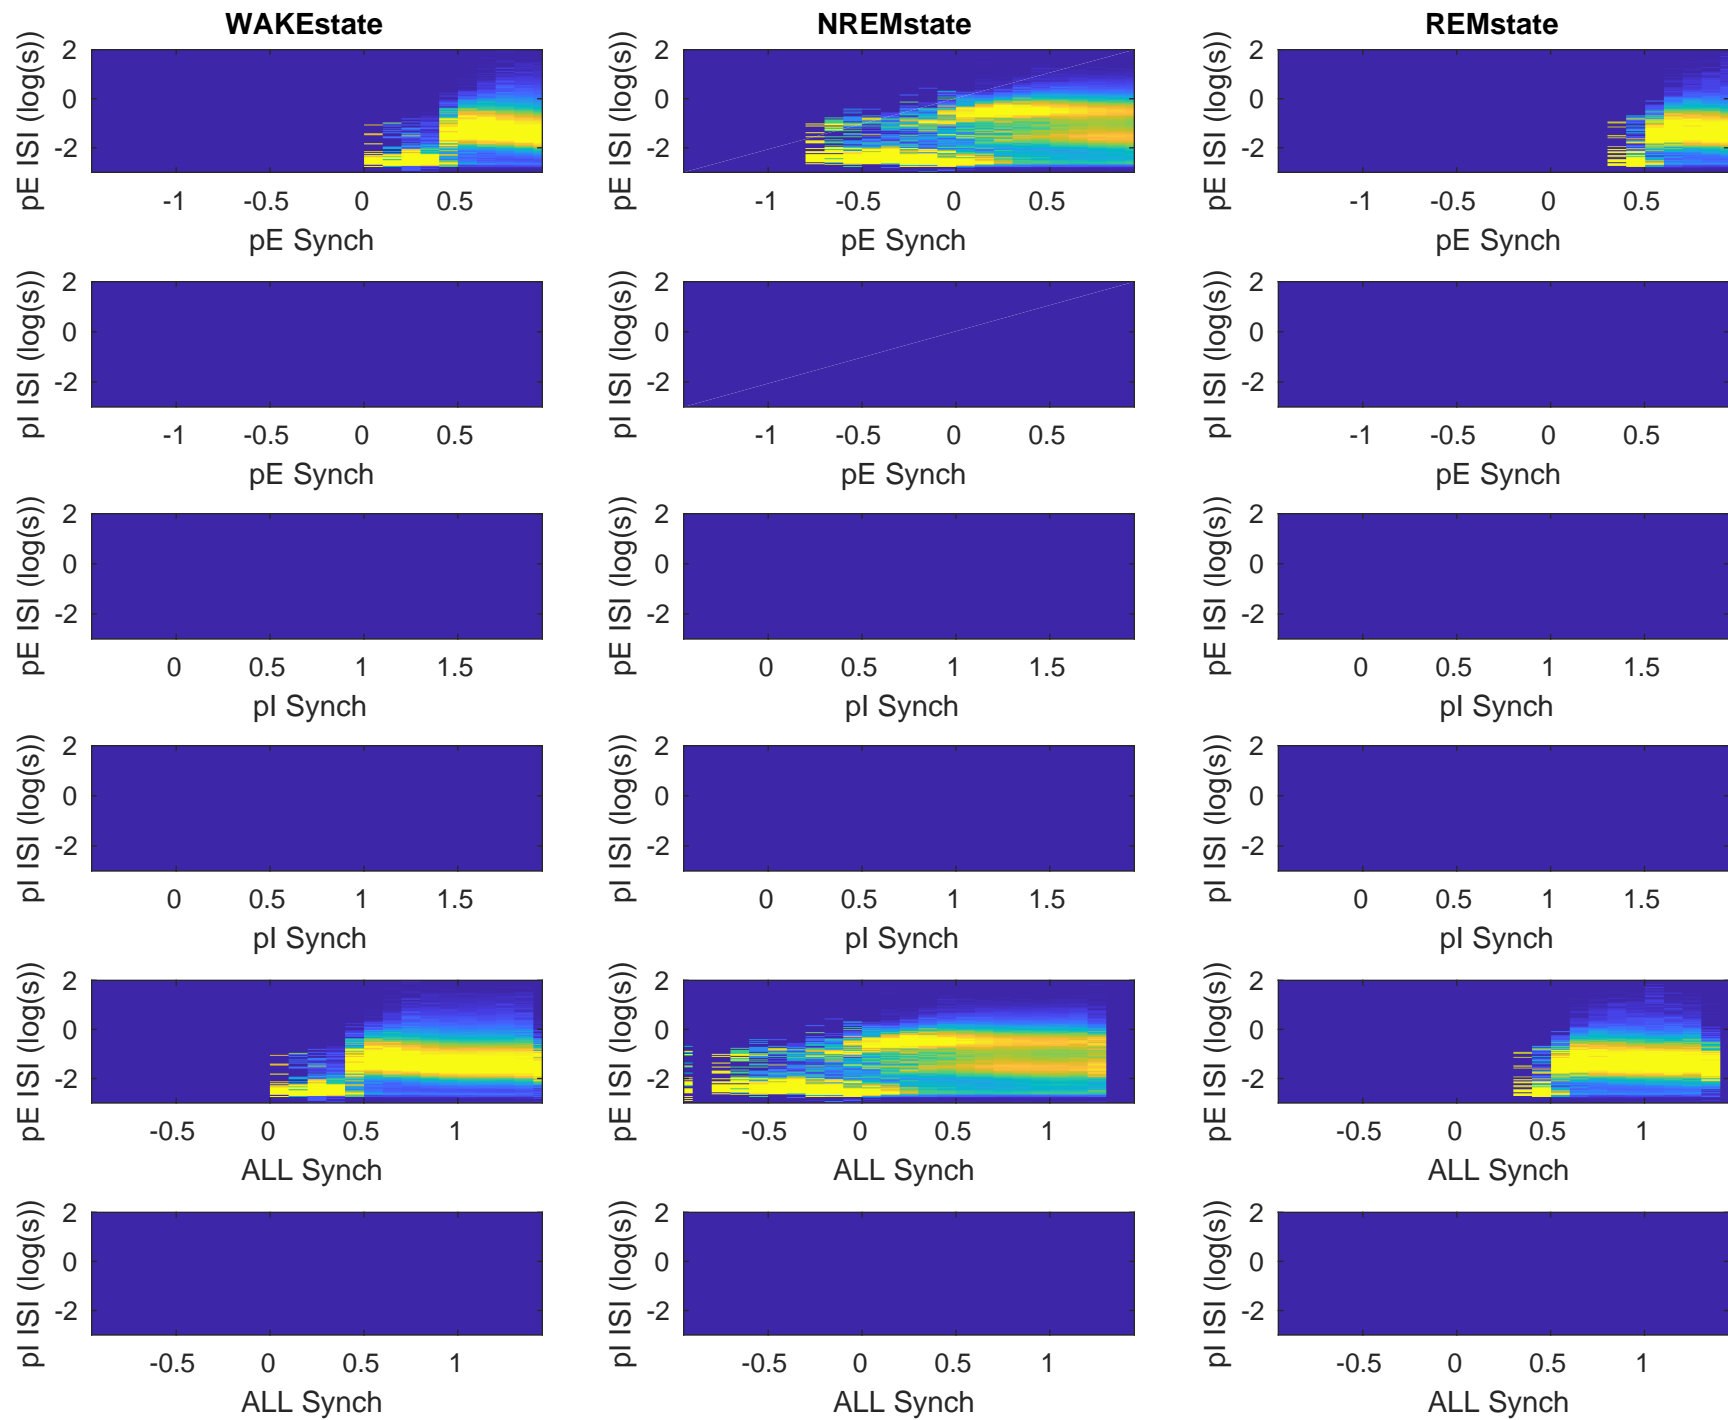 WAKEstate NREMstate REMstate
pE ISI (log(s)) 2 0 -2 pE ISI (log(s)) 2 0 -2 pE ISI (log(s)) 2 0 -2
-1 -0.5 0 0.5 -1 -0.5 0 0.5 -1 -0.5 0 0.5
pE Synch pE Synch pE Synch
pI ISI (log(s)) 2 0 -2 pI ISI (log(s)) 2 0 -2 pI ISI (log(s)) 2 0 -2
-1 -0.5 0 0.5 -1 -0.5 0 0.5 -1 -0.5 0 0.5
pE Synch pE Synch pE Synch
pE ISI (log(s)) 2 0 -2 pE ISI (log(s)) 2 0 -2 pE ISI (log(s)) 2 0 -2
0 0.5 1 1.5 0 0.5 1 1.5 0 0.5 1 1.5
pI Synch pI Synch pI Synch
pI ISI (log(s)) 2 0 -2 pI ISI (log(s)) 2 0 -2 pI ISI (log(s)) 2 0 -2
0 0.5 1 1.5 0 0.5 1 1.5 0 0.5 1 1.5
pI Synch pI Synch pI Synch
pE ISI (log(s)) 2 0 -2 pE ISI (log(s)) 2 0 -2 pE ISI (log(s)) 2 0 -2
-0.5 0 0.5 1 -0.5 0 0.5 1 -0.5 0 0.5 1
ALL Synch ALL Synch ALL Synch
pI ISI (log(s)) 2 0 -2 pI ISI (log(s)) 2 0 -2 pI ISI (log(s)) 2 0 -2
-0.5 0 0.5 1 -0.5 0 0.5 1 -0.5 0 0.5 1
ALL Synch ALL Synch ALL Synch